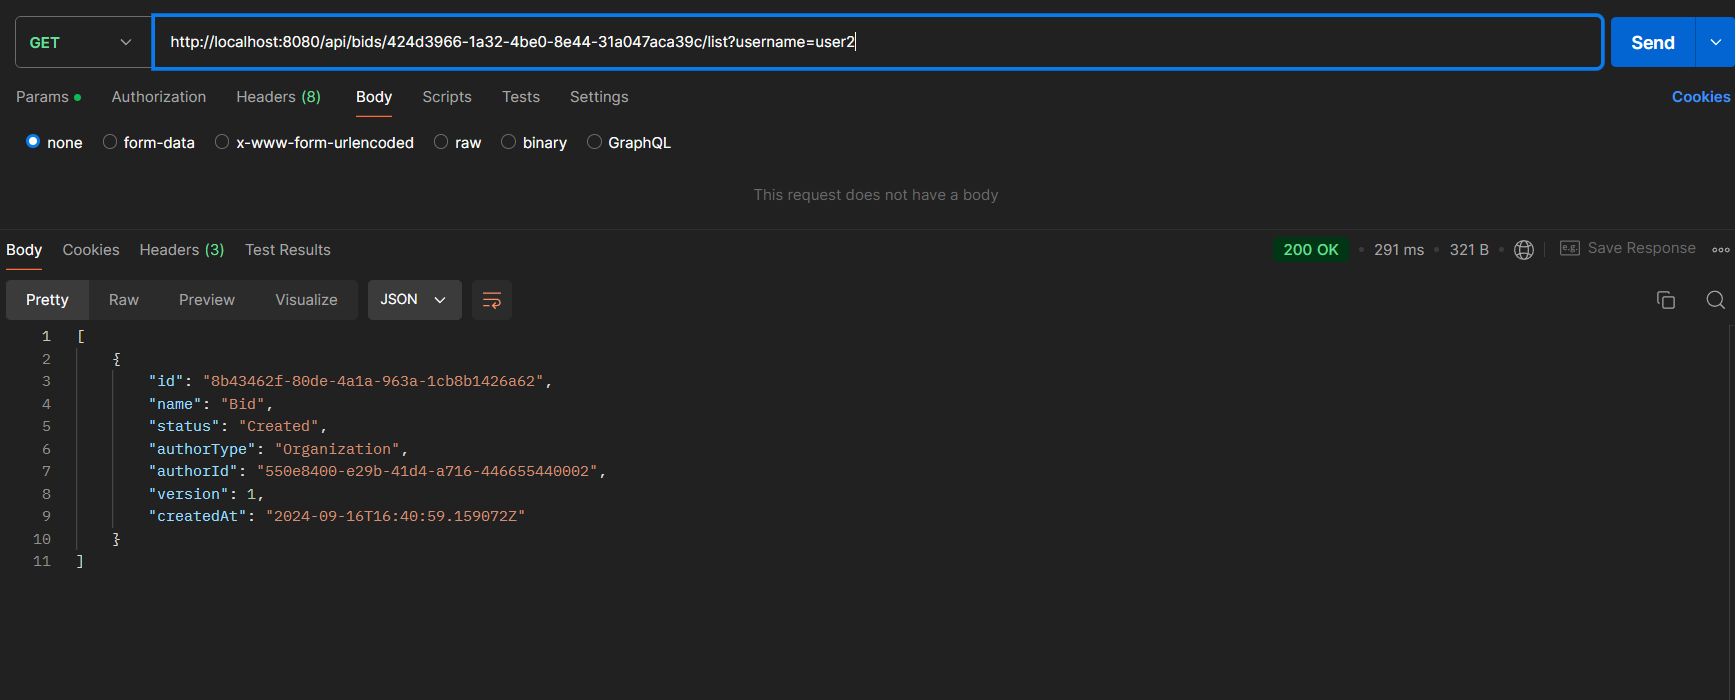 GET http://localhost:8080/api/bids/424d3966-1a32-4be0-8e44-31a047aca39c/list?username=user2 Send
Params Authorization Headers (8) Body Scripts Tests Settings Cookies
none form-data x-www-form-urlencoded raw binary GraphQL
This request does not have a body
Body Cookies Headers (3) Test Results 200 OK • 291 ms • 321 B • e.g. Save Response
Pretty Raw Preview Visualize JSON
1 [
2 {
3 "id": "8b43462f-80de-4a1a-963a-1cb8b1426a62",
4 "name": "Bid",
5 "status": "Created",
6 "authorType": "Organization",
7 "authorId": "550e8400-e29b-41d4-a716-446655440002",
8 "version": 1,
9 "createdAt": "2024-09-16T16:40:59.159072Z"
10 }
11 ]